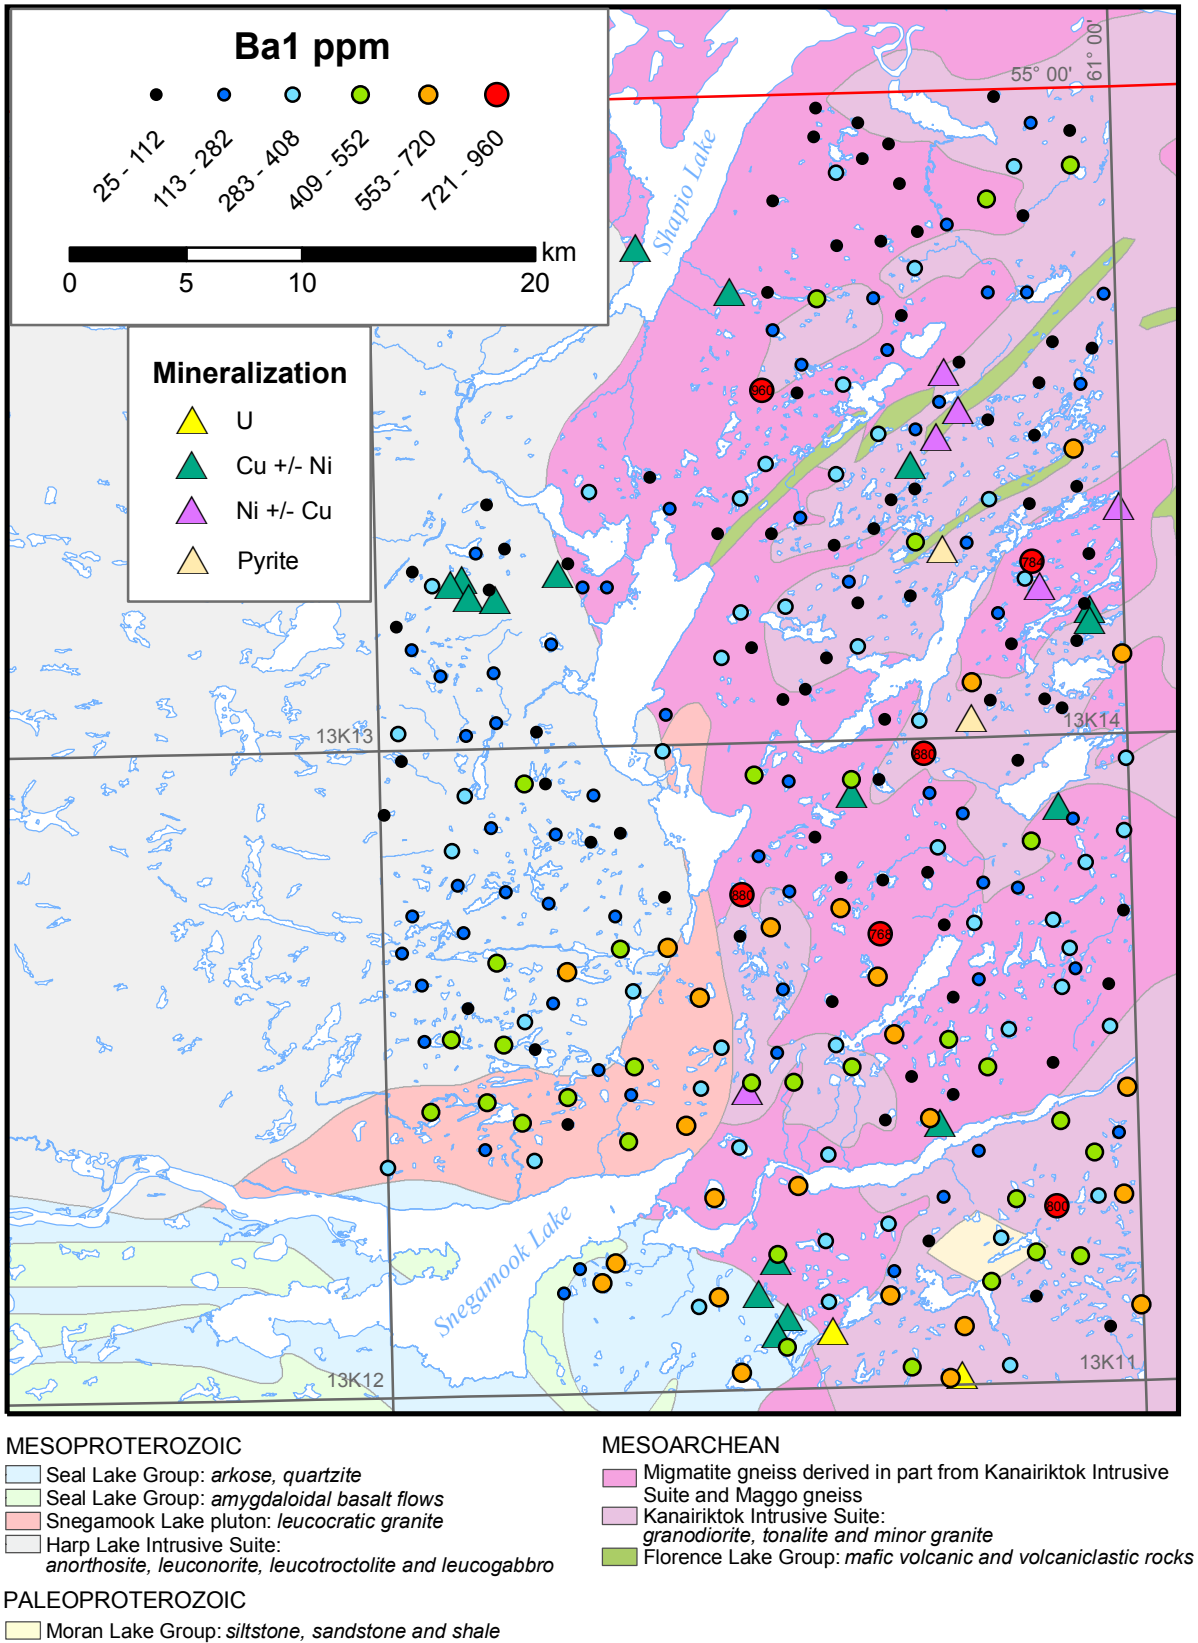 Ba1 ppm
25 - 112
113 - 282
283 - 408
409 - 552
553 - 720
721 - 960
km
0 5 10 20
Mineralization
U
Cu +/- Ni
Ni +/- Cu
Pyrite
55° 00'
61° 00'
Shapio Lake
960
784
13K13
13K14
880
880
768
800
Snegamook Lake
13K12
13K11
MESOPROTEROZOIC
Seal Lake Group: arkose, quartzite
Seal Lake Group: amygdaloidal basalt flows
Snegamook Lake pluton: leucocratic granite
Harp Lake Intrusive Suite:
anorthosite, leuconorite, leucotroctolite and leucogabbro
PALEOPROTEROZOIC
Moran Lake Group: siltstone, sandstone and shale
MESOARCHEAN
Migmatite gneiss derived in part from Kanairiktok Intrusive
Suite and Maggo gneiss
Kanairiktok Intrusive Suite:
granodiorite, tonalite and minor granite
Florence Lake Group: mafic volcanic and volcaniclastic rocks